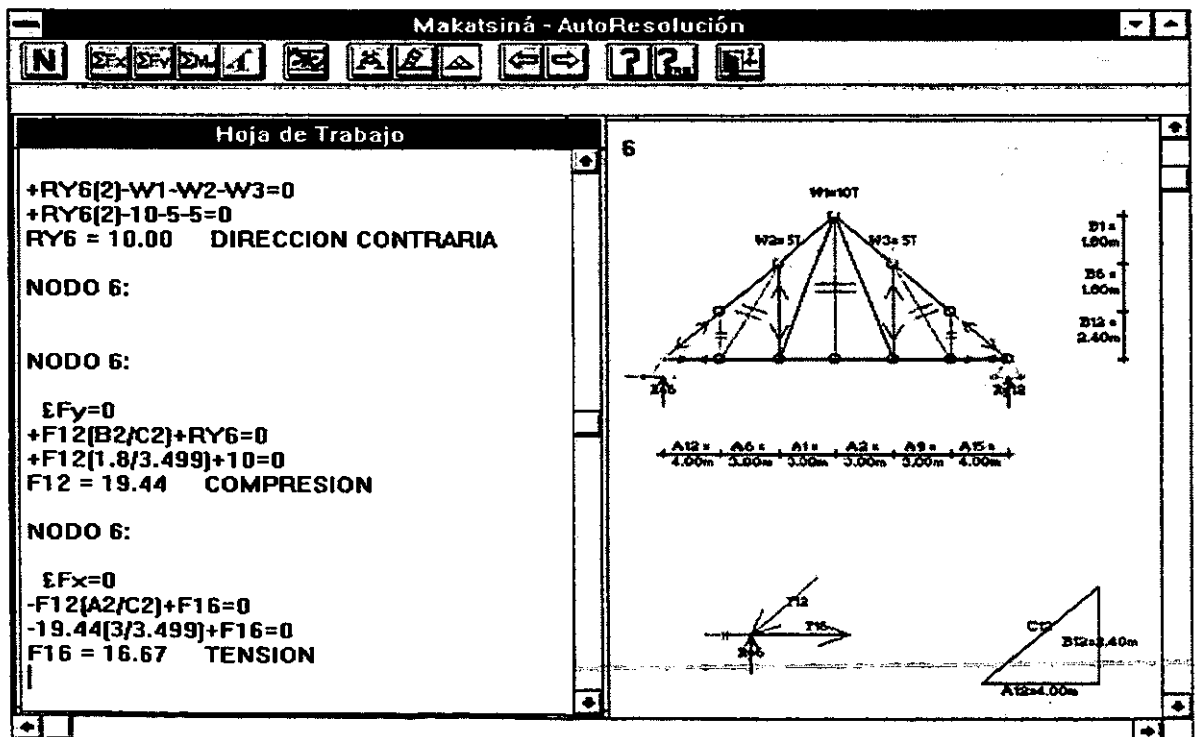 Makatsiná - AutoResolución
N ΣFx ΣFy ΣM
? ?
Hoja de Trabajo
+RY6(2)-W1-W2-W3=0
+RY6(2)-10-5-5=0
RY6 = 10.00 DIRECCION CONTRARIA
NODO 6:
NODO 6:
£Fy=0
+F12(B2/C2)+RY6=0
+F12(1.8/3.499)+10=0
F12 = 19.44 COMPRESION
NODO 6:
£Fx=0
-F12(A2/C2)+F16=0
-19.44(3/3.499)+F16=0
F16 = 16.67 TENSION
6
W1=10T
W2= 5T W3= 5T
B1=
1.80m
B6 =
1.80m
B12 =
2.40m
A12 = A6 = A1= A2= A9= A15=
4.00m 3.00m 3.00m 3.00m 3.00m 4.00m
F12
F16
C12
B12=2.40m
A12=4.00m